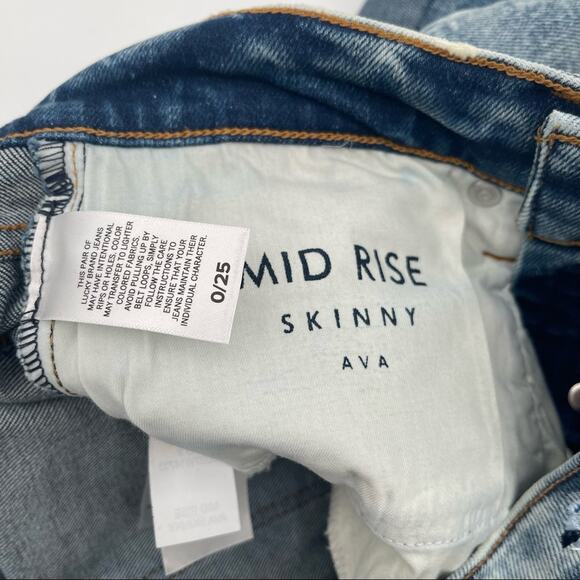 THIS PAIR OF
LUCKY BRAND JEANS
MAY HAVE INTENTIONAL
RIPS OR HOLES, COLOR
MAY TRANSFER TO LIGHTER
COLORED FABRICS.
AVOID PULLING UP BY
BELT LOOPS, SIMPLY
FOLLOW THE CARE
INSTRUCTIONS TO
ENSURE THAT YOUR
JEANS MAINTAIN THEIR
INDIVIDUAL CHARACTER.
0/25
MID RISE
SKINNY
AVA